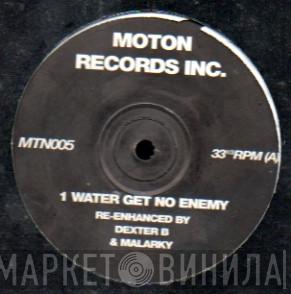 MOTON
RECORDS INC.
MTN005
33⅓RPM (A)
1 WATER GET NO ENEMY
RE-ENHANCED BY
DEXTER B
& MALARKY
МАРКЕТ ВИНИЛА